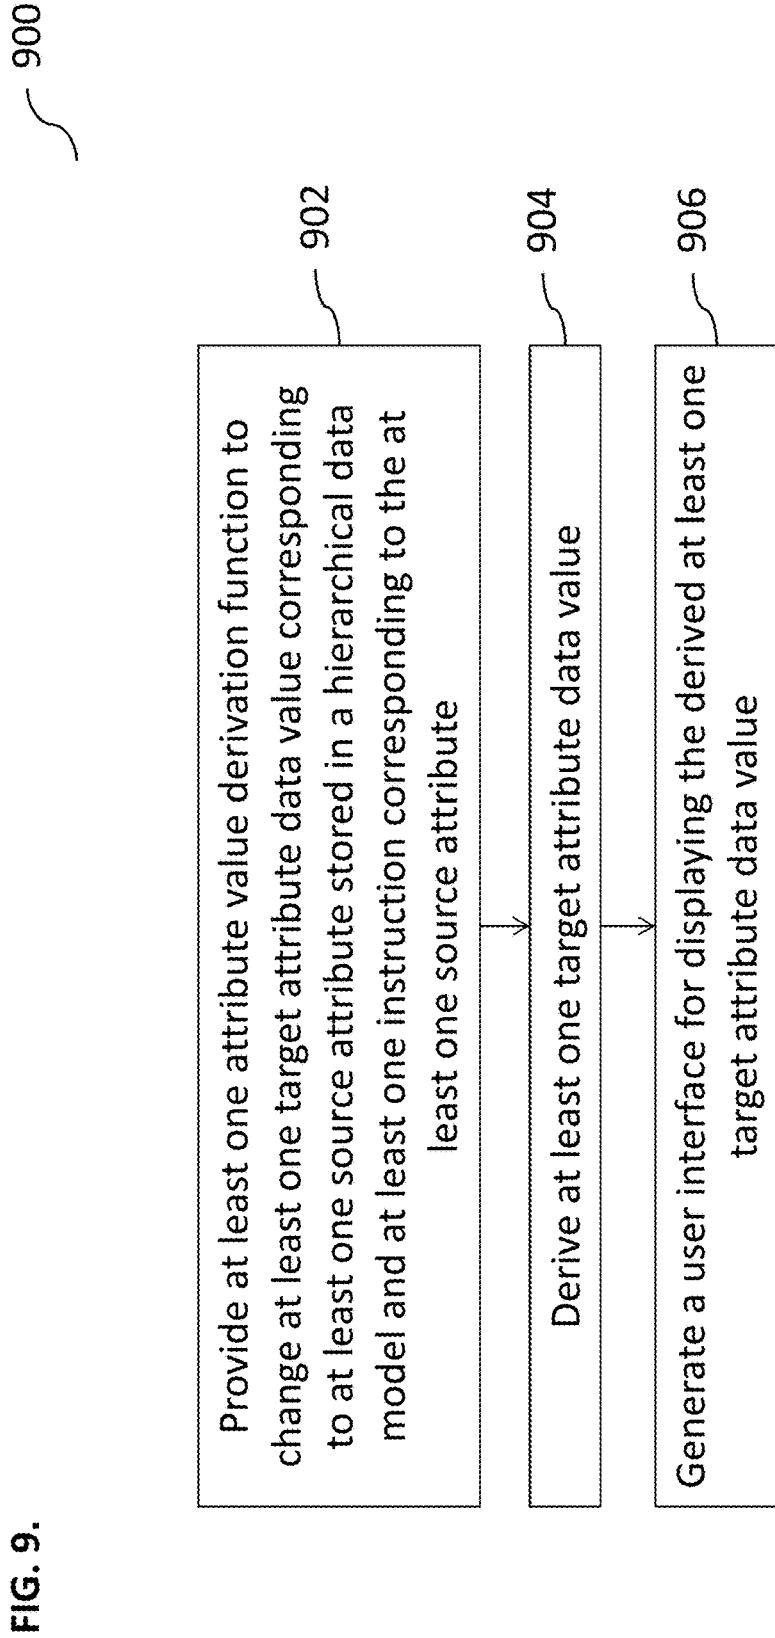 FIG. 9.
900
Provide at least one attribute value derivation function to
change at least one target attribute data value corresponding
to at least one source attribute stored in a hierarchical data
model and at least one instruction corresponding to the at
least one source attribute
902
Derive at least one target attribute data value
904
Generate a user interface for displaying the derived at least one
target attribute data value
906